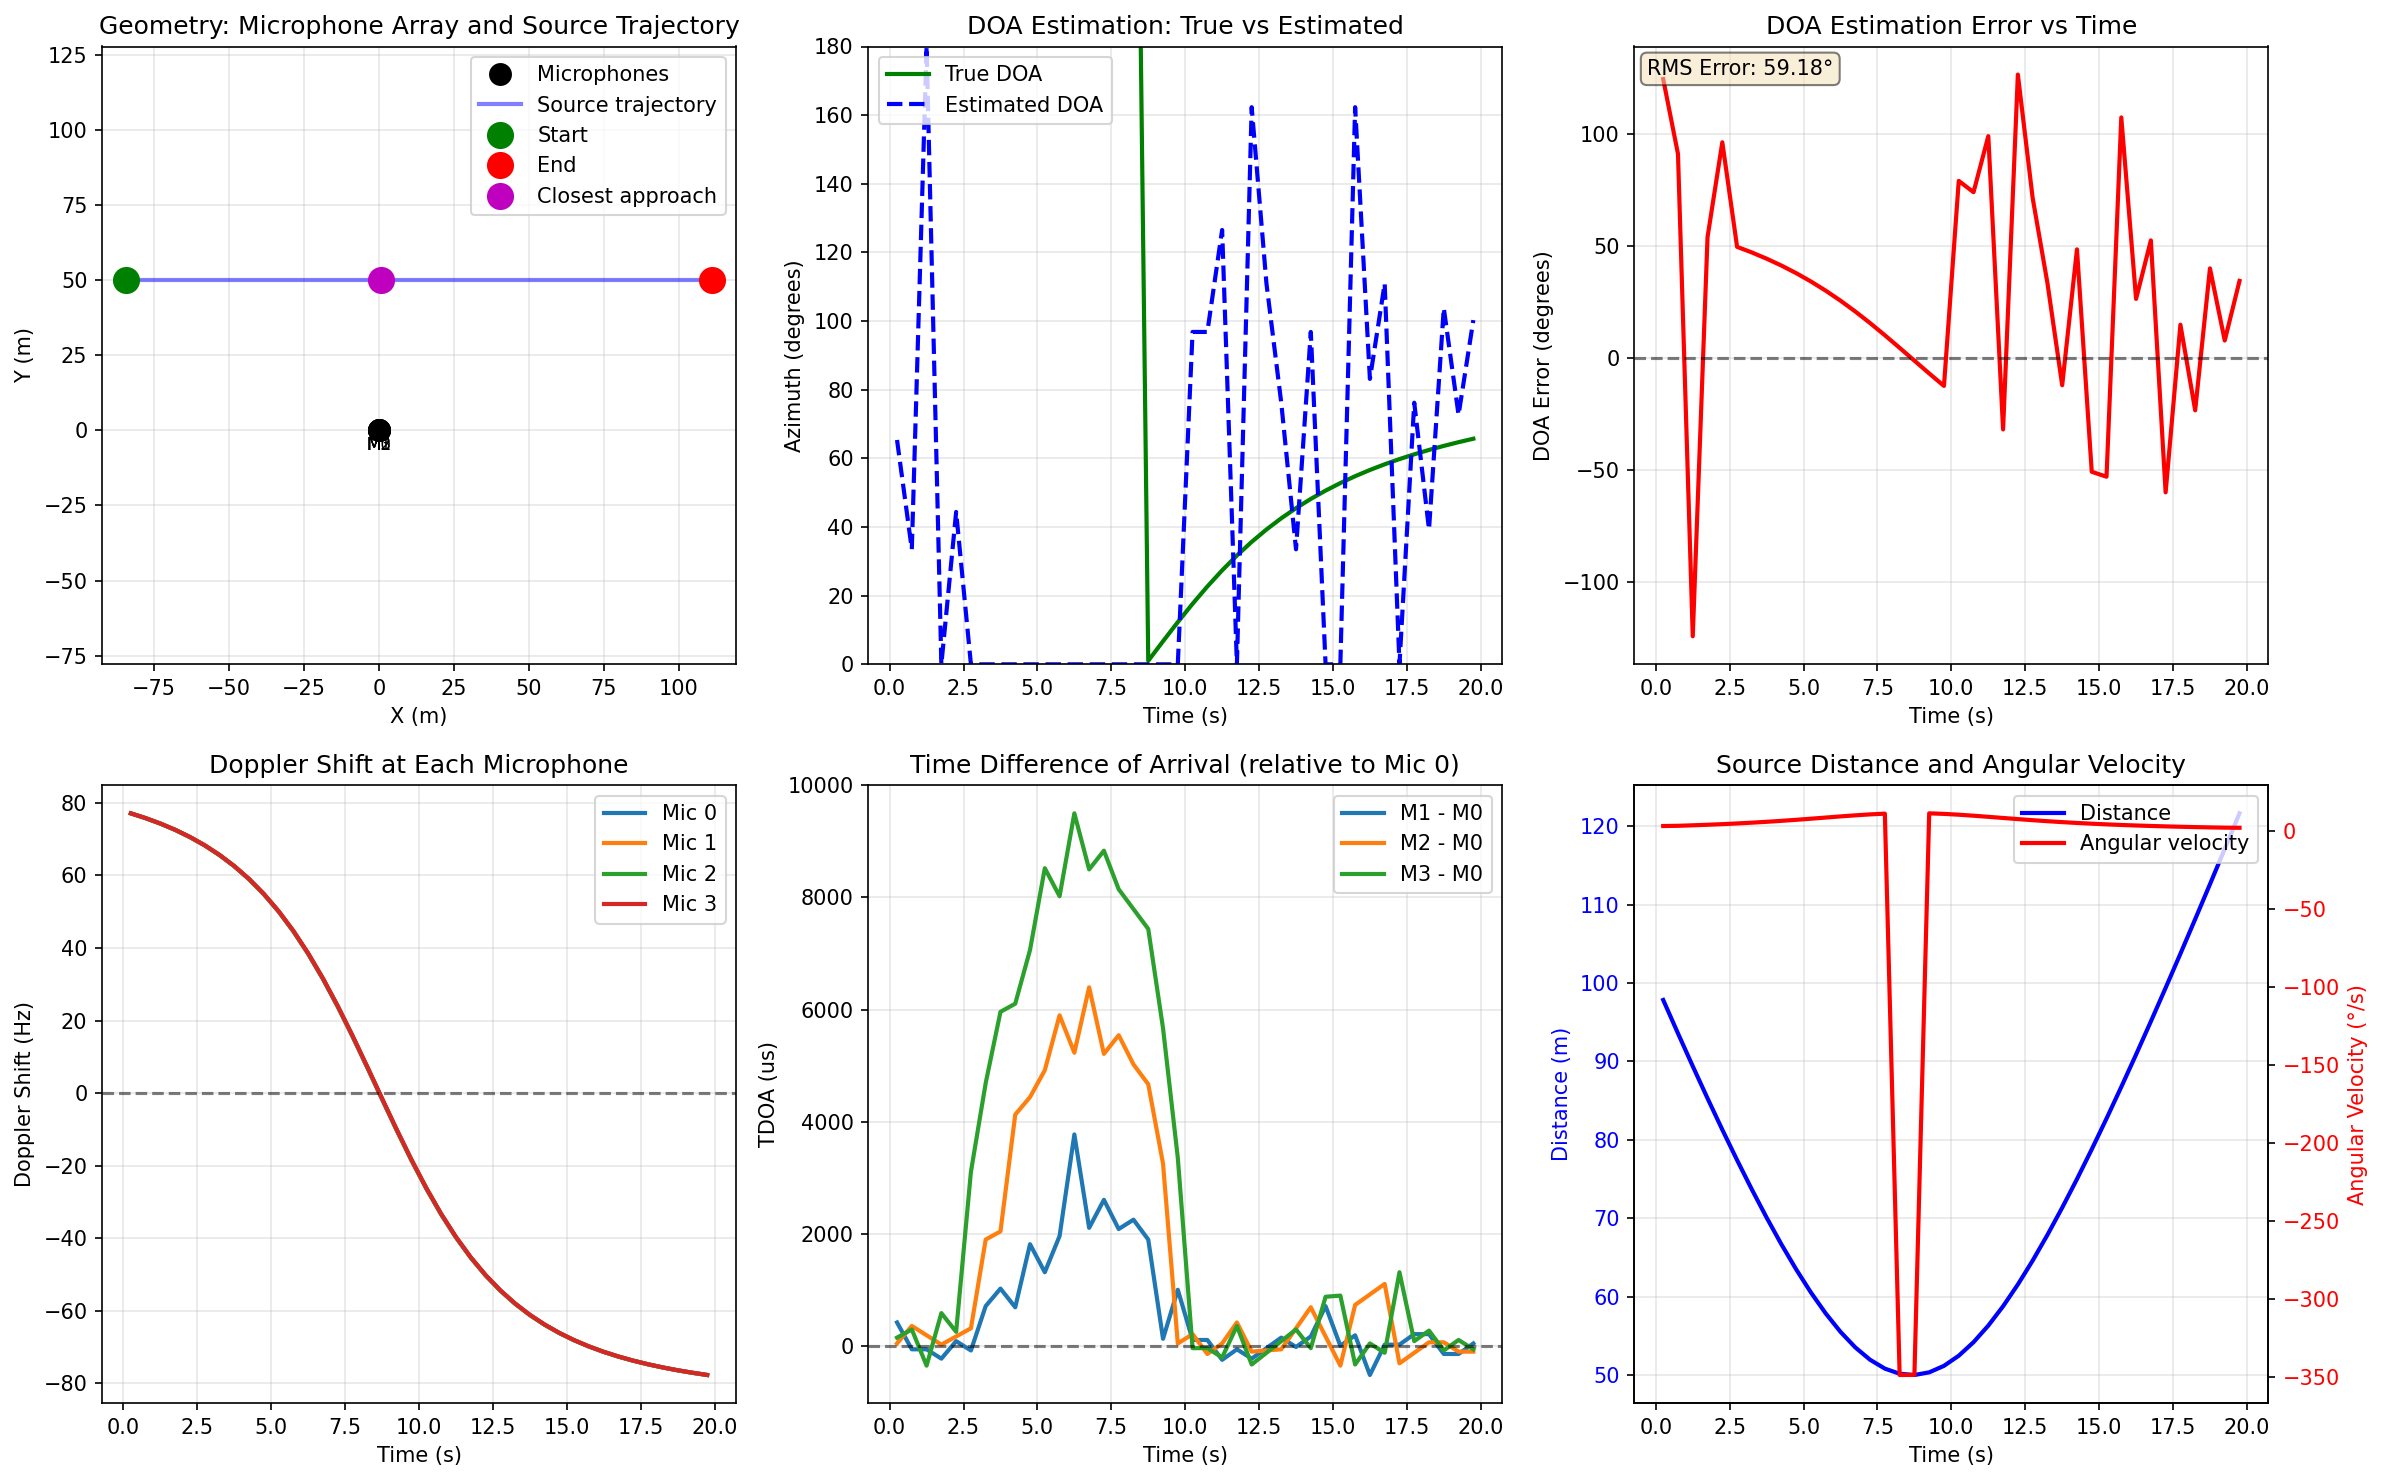 Geometry: Microphone Array and Source Trajectory
125
100
75
50
25
0
−25
−50
−75
Y (m)
Microphones
Source trajectory
Start
End
Closest approach
−75 −50 −25 0 25 50 75 100
X (m)
DOA Estimation: True vs Estimated
180
160
140
120
100
80
60
40
20
0
Azimuth (degrees)
True DOA
Estimated DOA
0.0 2.5 5.0 7.5 10.0 12.5 15.0 17.5 20.0
Time (s)
DOA Estimation Error vs Time
RMS Error: 59.18°
100
50
0
−50
−100
DOA Error (degrees)
0.0 2.5 5.0 7.5 10.0 12.5 15.0 17.5 20.0
Time (s)
Doppler Shift at Each Microphone
80
60
40
20
0
−20
−40
−60
−80
Doppler Shift (Hz)
Mic 0
Mic 1
Mic 2
Mic 3
0.0 2.5 5.0 7.5 10.0 12.5 15.0 17.5 20.0
Time (s)
Time Difference of Arrival (relative to Mic 0)
10000
8000
6000
4000
2000
0
TDOA (us)
M1 - M0
M2 - M0
M3 - M0
0.0 2.5 5.0 7.5 10.0 12.5 15.0 17.5 20.0
Time (s)
Source Distance and Angular Velocity
120
110
100
90
80
70
60
50
Distance (m)
Distance
Angular velocity
0
−50
−100
−150
−200
−250
−300
−350
Angular Velocity (°/s)
0.0 2.5 5.0 7.5 10.0 12.5 15.0 17.5 20.0
Time (s)